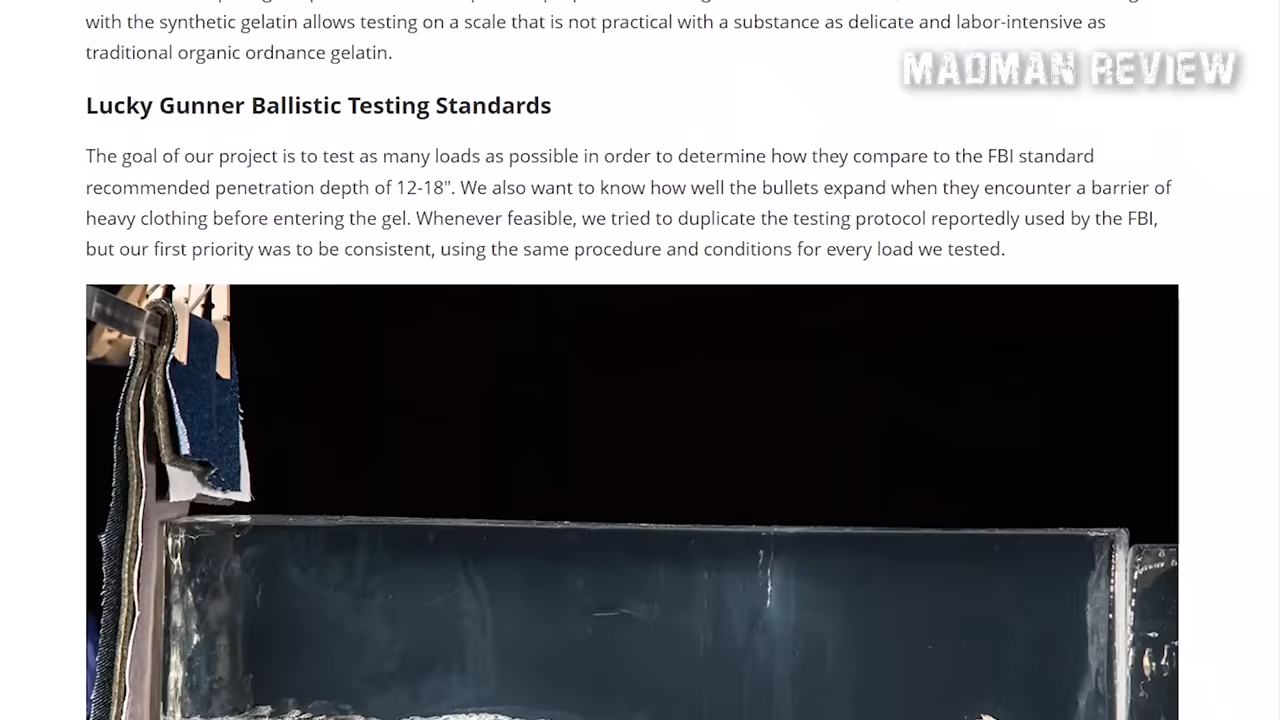 MADMAN REVIEW
with the synthetic gelatin allows testing on a scale that is not practical with a substance as delicate and labor-intensive as
traditional organic ordnance gelatin.
Lucky Gunner Ballistic Testing Standards
The goal of our project is to test as many loads as possible in order to determine how they compare to the FBI standard
recommended penetration depth of 12-18". We also want to know how well the bullets expand when they encounter a barrier of
heavy clothing before entering the gel. Whenever feasible, we tried to duplicate the testing protocol reportedly used by the FBI,
but our first priority was to be consistent, using the same procedure and conditions for every load we tested.